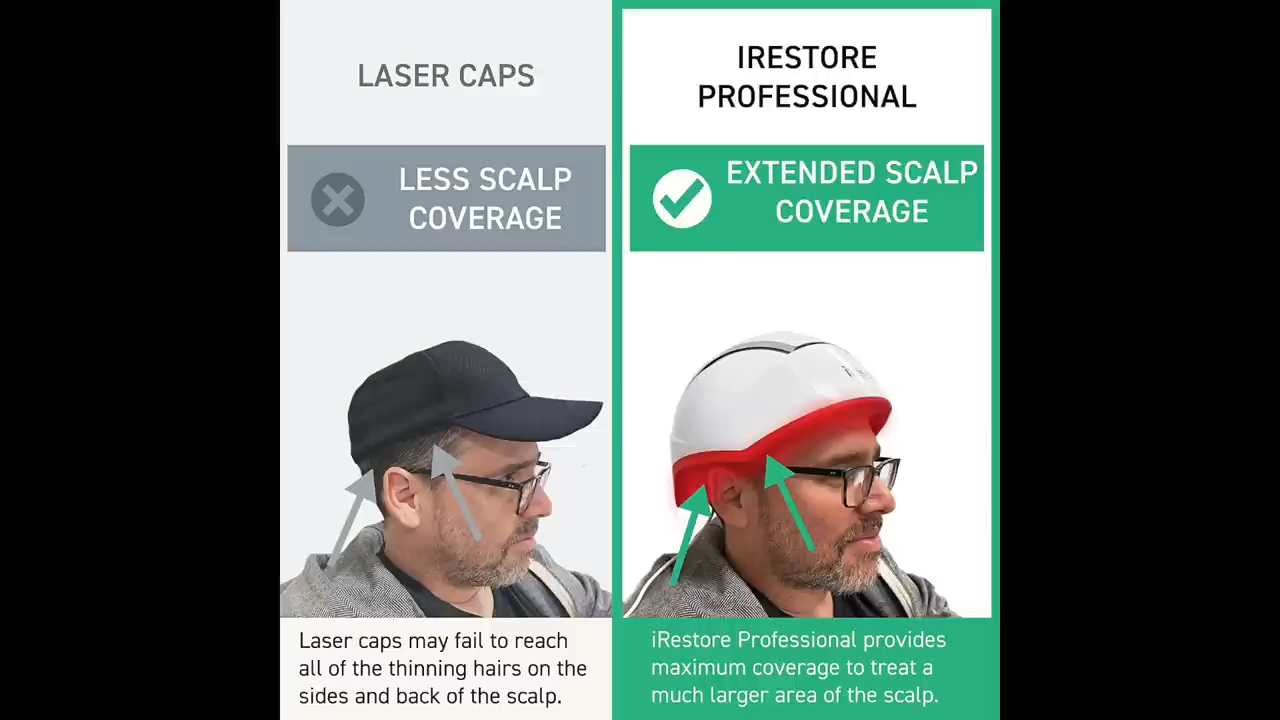 LASER CAPS
LESS SCALP
COVERAGE
Laser caps may fail to reach
all of the thinning hairs on the
sides and back of the scalp.
IRESTORE
PROFESSIONAL
EXTENDED SCALP
COVERAGE
iRestore Professional provides
maximum coverage to treat a
much larger area of the scalp.